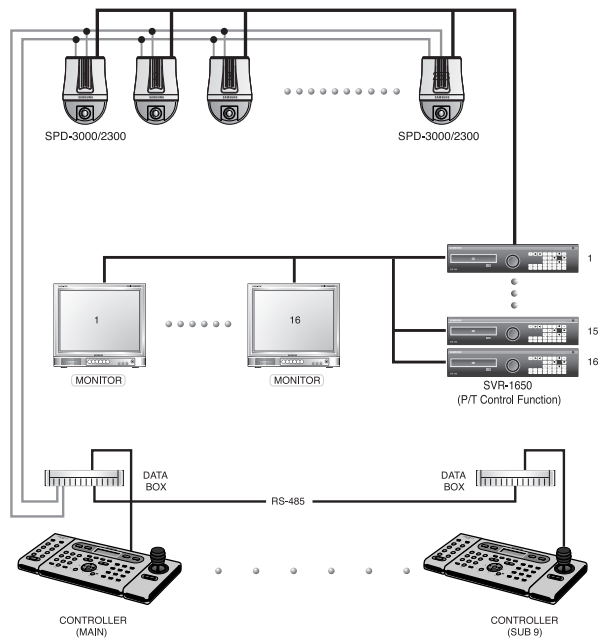 SPD-3000/2300
SPD-3000/2300
1
15
16
SVR-1650
(P/T Control Function)
1
16
MONITOR
MONITOR
DATA
BOX
RS-485
DATA
BOX
CONTROLLER
(MAIN)
CONTROLLER
(SUB 9)